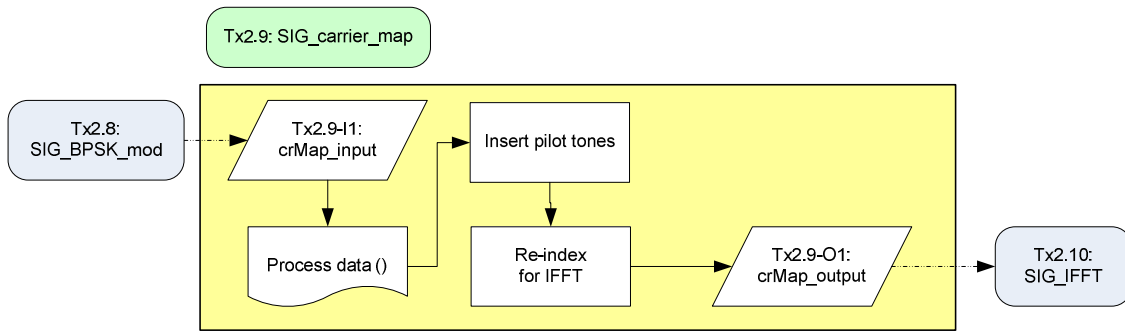 Tx2.9: SIG_carrier_map
Tx2.8:
SIG_BPSK_mod
Tx2.9-I1:
crMap_input
Insert pilot tones
Process data ()
Re-index
for IFFT
Tx2.9-O1:
crMap_output
Tx2.10:
SIG_IFFT